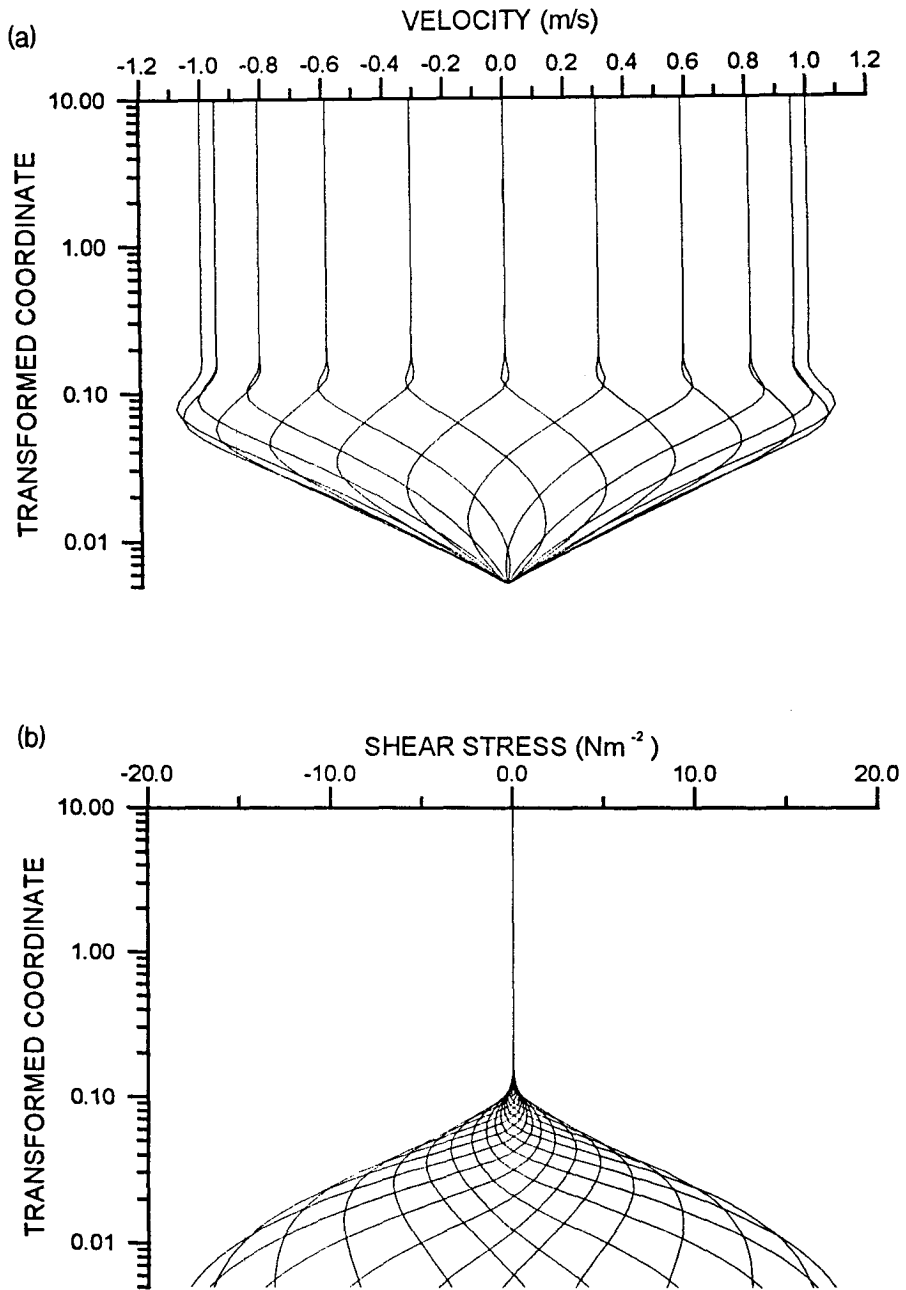 (a)
VELOCITY (m/s)
-1.2 -1.0 -0.8 -0.6 -0.4 -0.2 0.0 0.2 0.4 0.6 0.8 1.0 1.2
TRANSFORMED COORDINATE
10.00
1.00
0.10
0.01
(b)
SHEAR STRESS (Nm⁻²)
-20.0 -10.0 0.0 10.0 20.0
TRANSFORMED COORDINATE
10.00
1.00
0.10
0.01